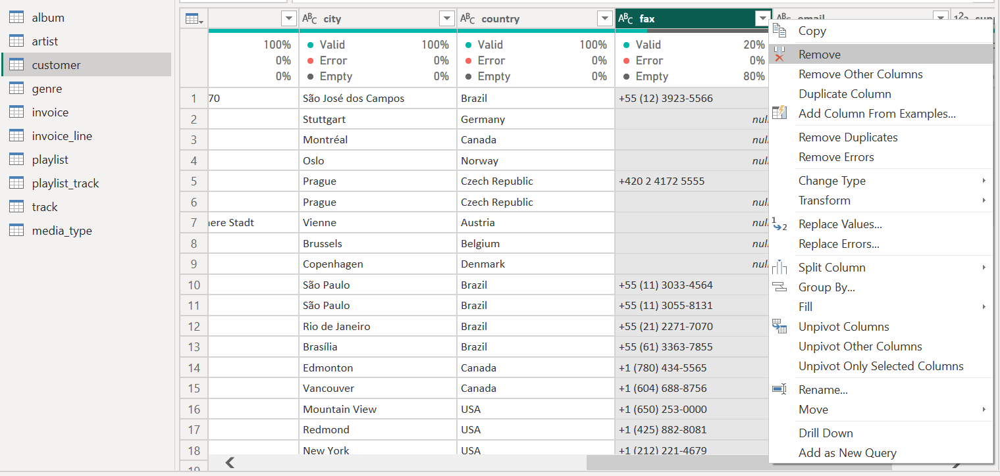 album
artist
customer
genre
invoice
invoice_line
playlist
playlist_track
track
media_type
ABC city ABC country ABC fax ABC email
100% Valid 100% Valid 100% Valid 20%
0% Error 0% Error 0% Error 0%
0% Empty 0% Empty 0% Empty 80%
1 70 São José dos Campos Brazil +55 (12) 3923-5566
2 Stuttgart Germany
3 Montréal Canada
4 Oslo Norway
5 Prague Czech Republic +420 2 4172 5555
6 Prague Czech Republic
7 nere Stadt Vienne Austria
8 Brussels Belgium
9 Copenhagen Denmark
10 São Paulo Brazil +55 (11) 3033-4564
11 São Paulo Brazil +55 (11) 3055-8131
12 Rio de Janeiro Brazil +55 (21) 2271-7070
13 Brasília Brazil +55 (61) 3363-7855
14 Edmonton Canada +1 (780) 434-5565
15 Vancouver Canada +1 (604) 688-8756
16 Mountain View USA +1 (650) 253-0000
17 Redmond USA +1 (425) 882-8081
18 New York USA +1 (212) 221-4679
19
Copy
Remove
Remove Other Columns
Duplicate Column
Add Column From Examples...
Remove Duplicates
Remove Errors
Change Type
Transform
Replace Values...
Replace Errors...
Split Column
Group By...
Fill
Unpivot Columns
Unpivot Other Columns
Unpivot Only Selected Columns
Rename...
Move
Drill Down
Add as New Query